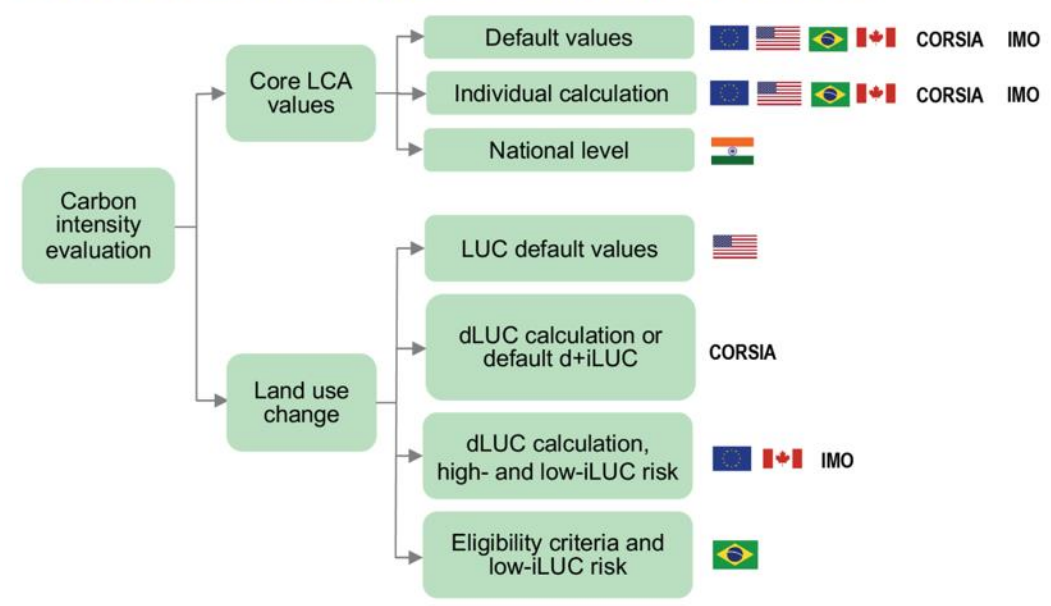 Default values
CORSIA IMO
Core LCA
values
Individual calculation
CORSIA IMO
National level
Carbon
intensity
evaluation
LUC default values
dLUC calculation or
default d+iLUC
CORSIA
Land use
change
dLUC calculation,
high- and low-iLUC risk
IMO
Eligibility criteria and
low-iLUC risk